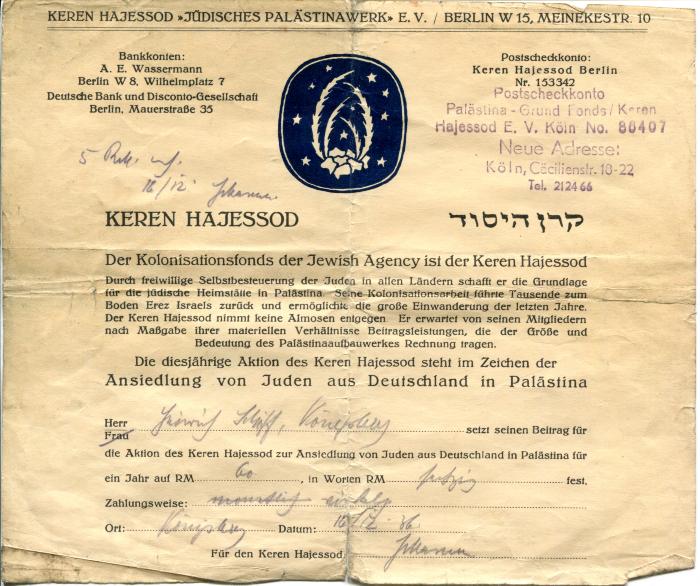 KEREN HAJESSOD »JÜDISCHES PALÄSTINAWERK« E. V. / BERLIN W 15, MEINEKESTR. 10
Bankkonten:
A. E. Wassermann
Berlin W 8, Wilhelmplatz 7
Deutsche Bank und Disconto-Gesellschaft
Berlin, Mauerstraße 35
Postscheckkonto:
Keren Hajessod Berlin
Nr. 153342
Postscheckkonto
Palästina-Grund Fonds/Keren
Hajessod E. V. Köln No. 80407
Neue Adresse:
Köln, Cäcilienstr. 18-22
Tel. 21246 6
5
16/12
KEREN HAJESSOD
קרן היסוד
Der Kolonisationsfonds der Jewish Agency ist der Keren Hajessod
Durch freiwillige Selbstbesteuerung der Juden in allen Ländern schafft er die Grundlage
für die jüdische Heimstätte in Palästina. Seine Kolonisationsarbeit führte Tausende zum
Boden Erez Israels zurück und ermöglichte die große Einwanderung der letzten Jahre.
Der Keren Hajessod nimmt keine Almosen entgegen. Er erwartet von seinen Mitgliedern
nach Maßgabe ihrer materiellen Verhältnisse Beitragsleistungen, die der Größe und
Bedeutung des Palästinaaufbauwerkes Rechnung tragen.
Die diesjährige Aktion des Keren Hajessod steht im Zeichen der
Ansiedlung von Juden aus Deutschland in Palästina
Herr Heinrich Königsberg setzt seinen Beitrag für
Frau
die Aktion des Keren Hajessod zur Ansiedlung von Juden aus Deutschland in Palästina für
ein Jahr auf RM 60, in Worten RM sechzig fest.
Zahlungsweise: monatlich
Ort: Königsberg Datum: 16/12 36
Für den Keren Hajessod,